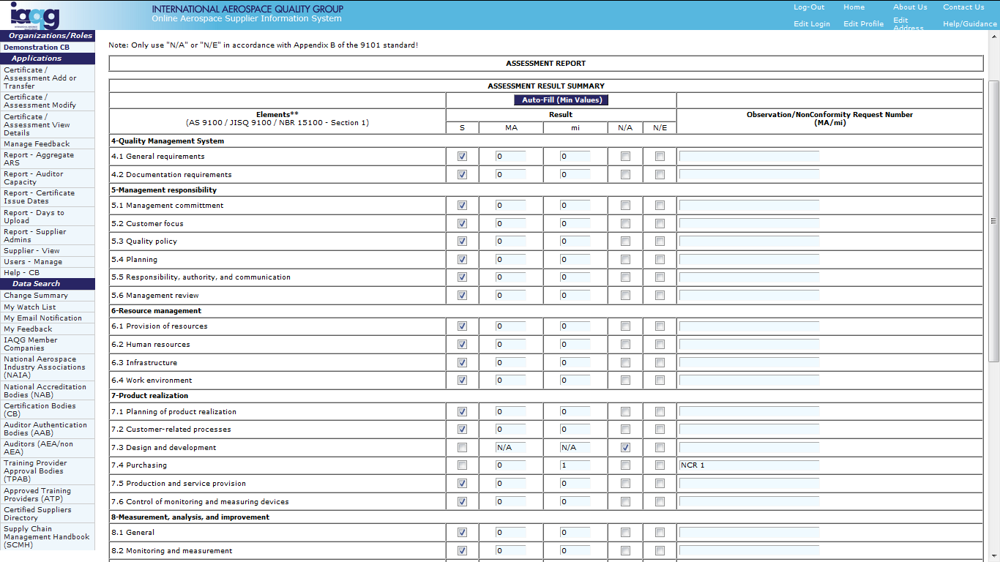 iaqg
INTERNATIONAL AEROSPACE QUALITY GROUP
Online Aerospace Supplier Information System
Log-Out
Home
About Us
Contact Us
Edit Login
Edit Profile
Edit
Address
Help/Guidance
Organizations/Roles
Demonstration CB
Applications
Certificate /
Assessment Add or
Transfer
Certificate /
Assessment Modify
Certificate /
Assessment View
Details
Manage Feedback
Report - Aggregate
ARS
Report - Auditor
Capacity
Report - Certificate
Issue Dates
Report - Days to
Upload
Report - Supplier
Admins
Supplier - View
Users - Manage
Help - CB
Data Search
Change Summary
My Watch List
My Email Notification
My Feedback
IAQG Member
Companies
National Aerospace
Industry Associations
(NAIA)
National Accreditation
Bodies (NAB)
Certification Bodies
(CB)
Auditor Authentication
Bodies (AAB)
Auditors (AEA/non
AEA)
Training Provider
Approval Bodies
(TPAB)
Approved Training
Providers (ATP)
Certified Suppliers
Directory
Supply Chain
Management Handbook
(SCMH)
Note: Only use "N/A" or "N/E" in accordance with Appendix B of the 9101 standard!
ASSESSMENT REPORT
ASSESSMENT RESULT SUMMARY
Auto-Fill (Min Values)
Elements**
(AS 9100 / JISQ 9100 / NBR 15100 - Section 1)
Result
Observation/NonConformity Request Number
(MA/mi)
S MA mi N/A N/E
4-Quality Management System
4.1 General requirements 0 0
4.2 Documentation requirements 0 0
5-Management responsibility
5.1 Management committment 0 0
5.2 Customer focus 0 0
5.3 Quality policy 0 0
5.4 Planning 0 0
5.5 Responsibility, authority, and communication 0 0
5.6 Management review 0 0
6-Resource management
6.1 Provision of resources 0 0
6.2 Human resources 0 0
6.3 Infrastructure 0 0
6.4 Work environment 0 0
7-Product realization
7.1 Planning of product realization 0 0
7.2 Customer-related processes 0 0
7.3 Design and development N/A N/A
7.4 Purchasing 0 1 NCR 1
7.5 Production and service provision 0 0
7.6 Control of monitoring and measuring devices 0 0
8-Measurement, analysis, and improvement
8.1 General 0 0
8.2 Monitoring and measurement 0 0